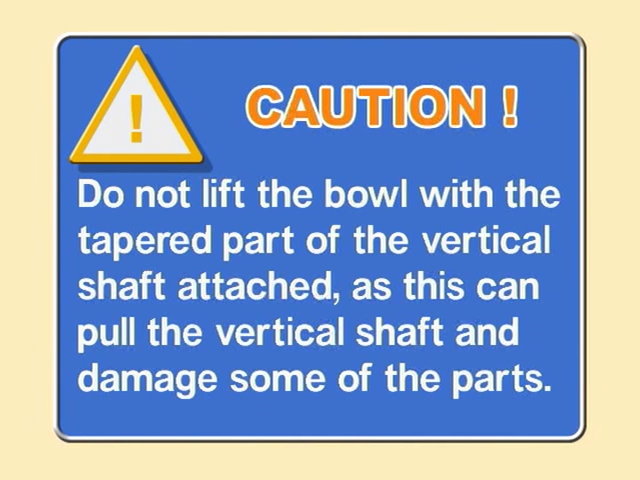 !
CAUTION !
Do not lift the bowl with the
tapered part of the vertical
shaft attached, as this can
pull the vertical shaft and
damage some of the parts.